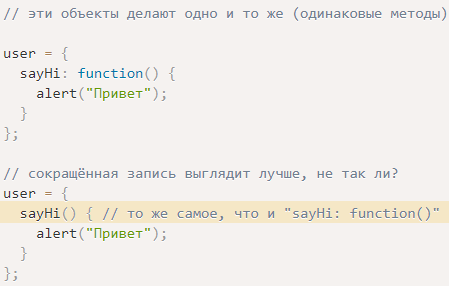 // эти объекты делают одно и то же (одинаковые методы)
user = {
  sayHi: function() {
    alert("Привет");
  }
};
// сокращённая запись выглядит лучше, не так ли?
user = {
  sayHi() { // то же самое, что и "sayHi: function()"
    alert("Привет");
  }
};